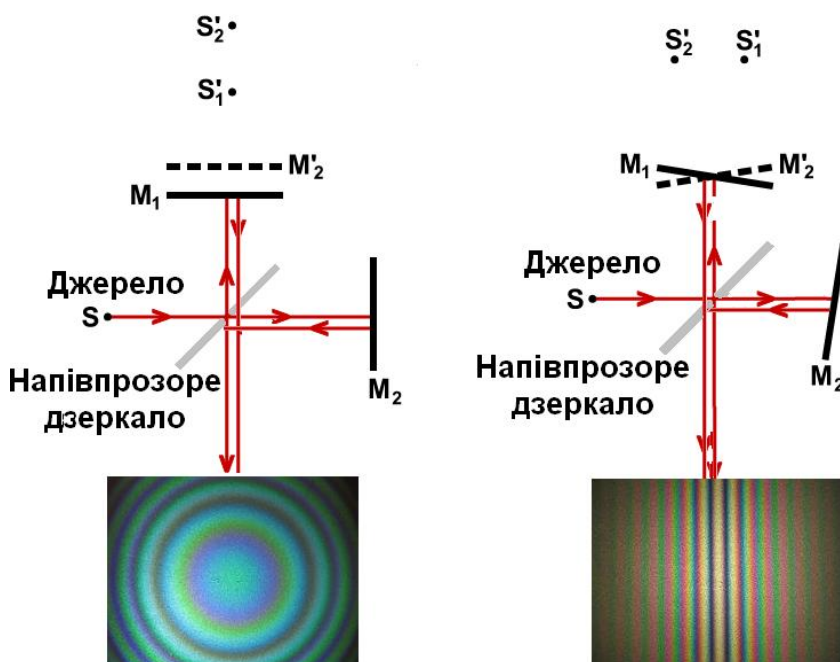 S'₂
S'₁
M'₂
M₁
Джерело
S
Напівпрозоре
дзеркало
M₂
S'₂ S'₁
M₁ M'₂
Джерело
S
Напівпрозоре
дзеркало
M₂